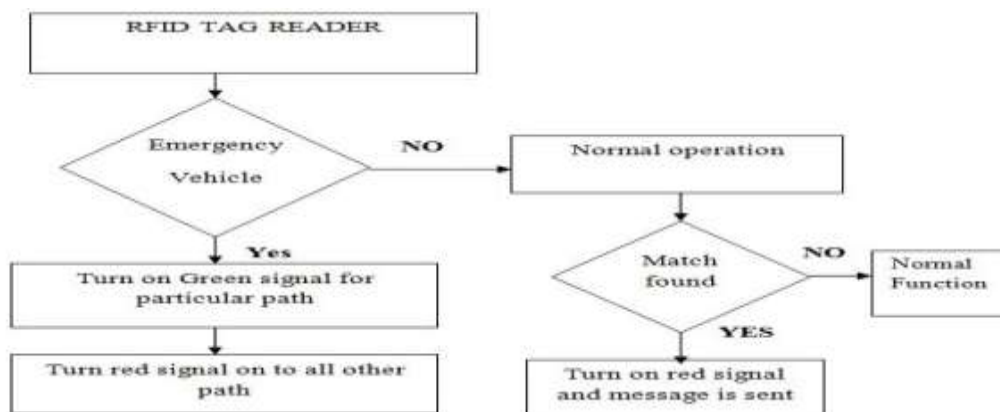 RFID TAG READER
Emergency
Vehicle
NO
Normal operation
Yes
Turn on Green signal for
particular path
Match
found
NO
Normal
Function
YES
Turn red signal on to all other
path
Turn on red signal
and message is sent